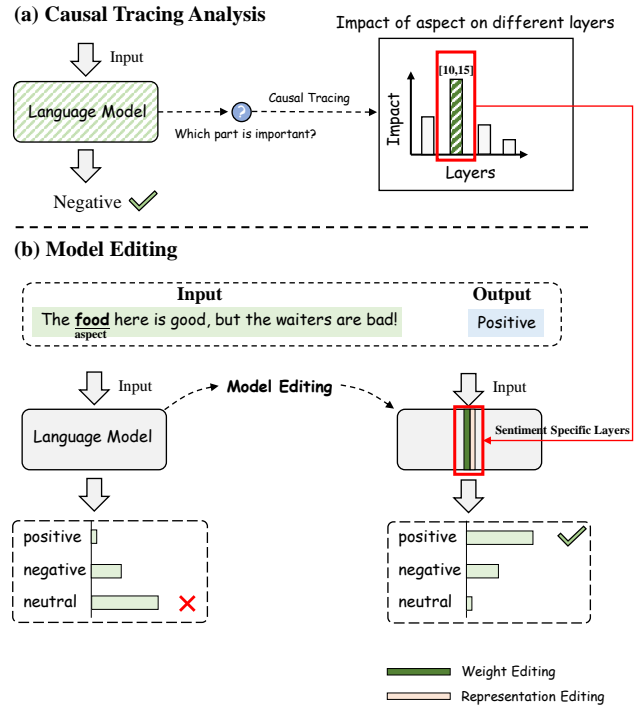 (a) Causal Tracing Analysis
Impact of aspect on different layers
Input
[10,15]
Language Model
?
Causal Tracing
Which part is important?
Impact
Layers
Negative
(b) Model Editing
Input Output
The food here is good, but the waiters are bad! Positive
aspect
Input
Model Editing
Input
Language Model
Sentiment Specific Layers
positive
negative
neutral
positive
negative
neutral
Weight Editing
Representation Editing